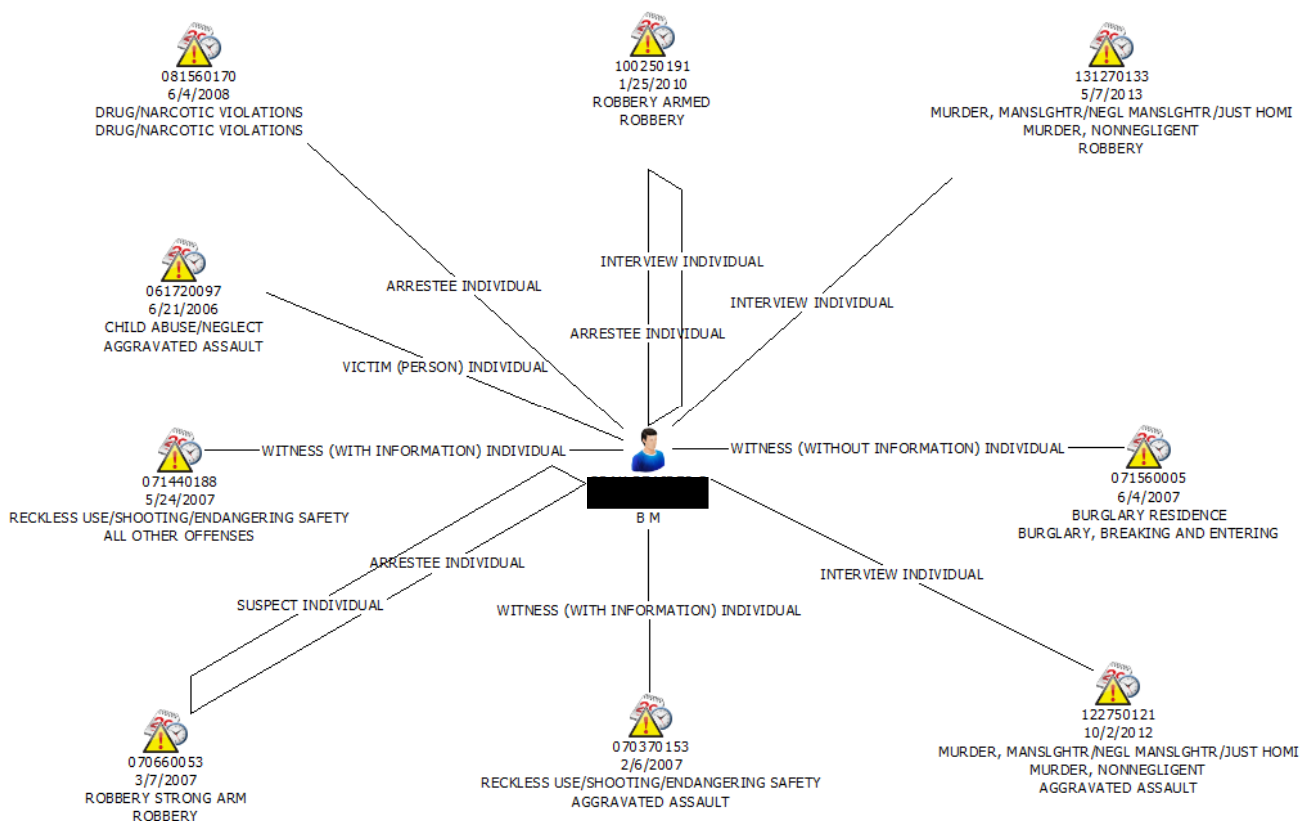 081560170
6/4/2008
DRUG/NARCOTIC VIOLATIONS
DRUG/NARCOTIC VIOLATIONS
100250191
1/25/2010
ROBBERY ARMED
ROBBERY
131270133
5/7/2013
MURDER, MANSLGHTR/NEGL MANSLGHTR/JUST HOMI
MURDER, NONNEGLIGENT
ROBBERY
ARRESTEE INDIVIDUAL
INTERVIEW INDIVIDUAL
ARRESTEE INDIVIDUAL
INTERVIEW INDIVIDUAL
061720097
6/21/2006
CHILD ABUSE/NEGLECT
AGGRAVATED ASSAULT
VICTIM (PERSON) INDIVIDUAL
WITNESS (WITH INFORMATION) INDIVIDUAL
071440188
5/24/2007
RECKLESS USE/SHOOTING/ENDANGERING SAFETY
ALL OTHER OFFENSES
B M
WITNESS (WITHOUT INFORMATION) INDIVIDUAL
071560005
6/4/2007
BURGLARY RESIDENCE
BURGLARY, BREAKING AND ENTERING
ARRESTEE INDIVIDUAL
SUSPECT INDIVIDUAL
WITNESS (WITH INFORMATION) INDIVIDUAL
INTERVIEW INDIVIDUAL
070660053
3/7/2007
ROBBERY STRONG ARM
ROBBERY
070370153
2/6/2007
RECKLESS USE/SHOOTING/ENDANGERING SAFETY
AGGRAVATED ASSAULT
122750121
10/2/2012
MURDER, MANSLGHTR/NEGL MANSLGHTR/JUST HOMI
MURDER, NONNEGLIGENT
AGGRAVATED ASSAULT